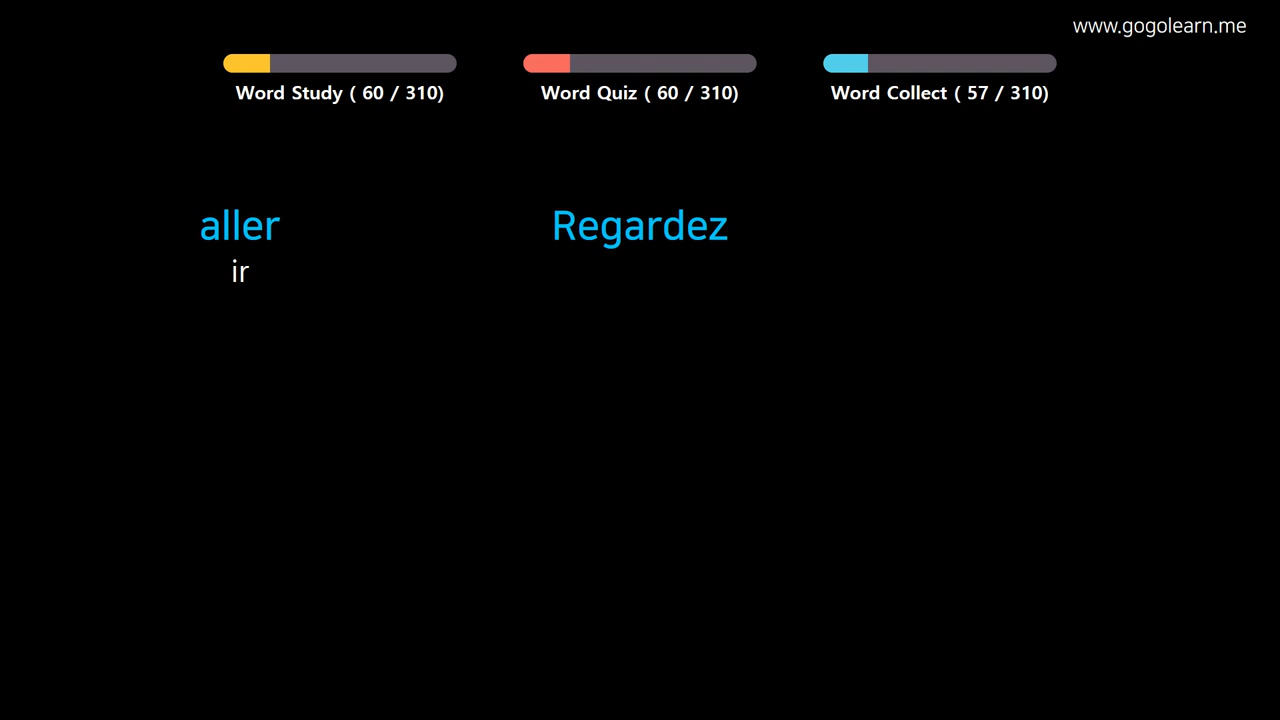 www.gogolearn.me
Word Study ( 60 / 310)
Word Quiz ( 60 / 310)
Word Collect ( 57 / 310)
aller
Regardez
ir